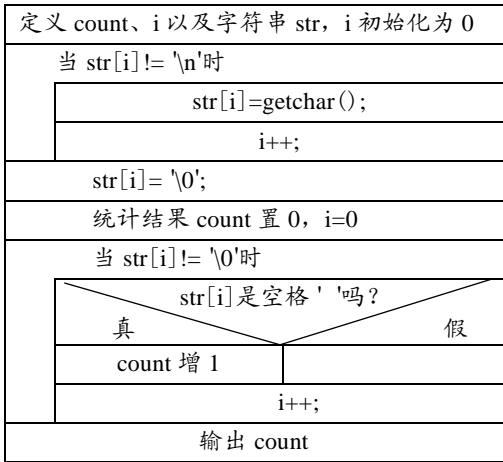 定义 count、i 以及字符串 str，i 初始化为 0
当 str[i]!= '\n'时
str[i]=getchar();
i++;
str[i]= '\0';
统计结果 count 置 0，i=0
当 str[i]!= '\0'时
str[i]是空格 ' '吗？
真 假
count 增 1
i++;
输出 count